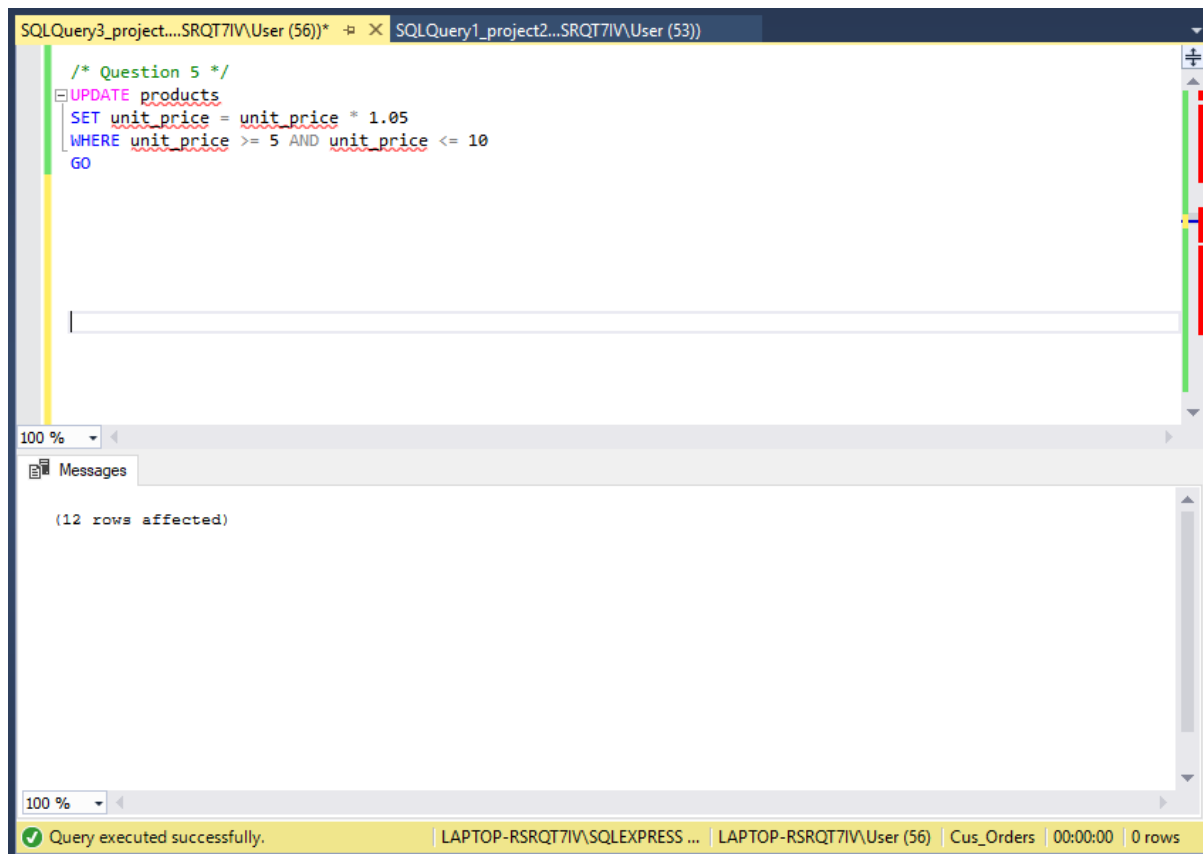 SQLQuery3_project....SRQT7IV\User (56))* SQLQuery1_project2...SRQT7IV\User (53))
/* Question 5 */
UPDATE products
SET unit_price = unit_price * 1.05
WHERE unit_price >= 5 AND unit_price <= 10
GO
100 %
Messages
(12 rows affected)
100 %
Query executed successfully. LAPTOP-RSRQT7IV\SQLEXPRESS ... LAPTOP-RSRQT7IV\User (56) Cus_Orders 00:00:00 0 rows